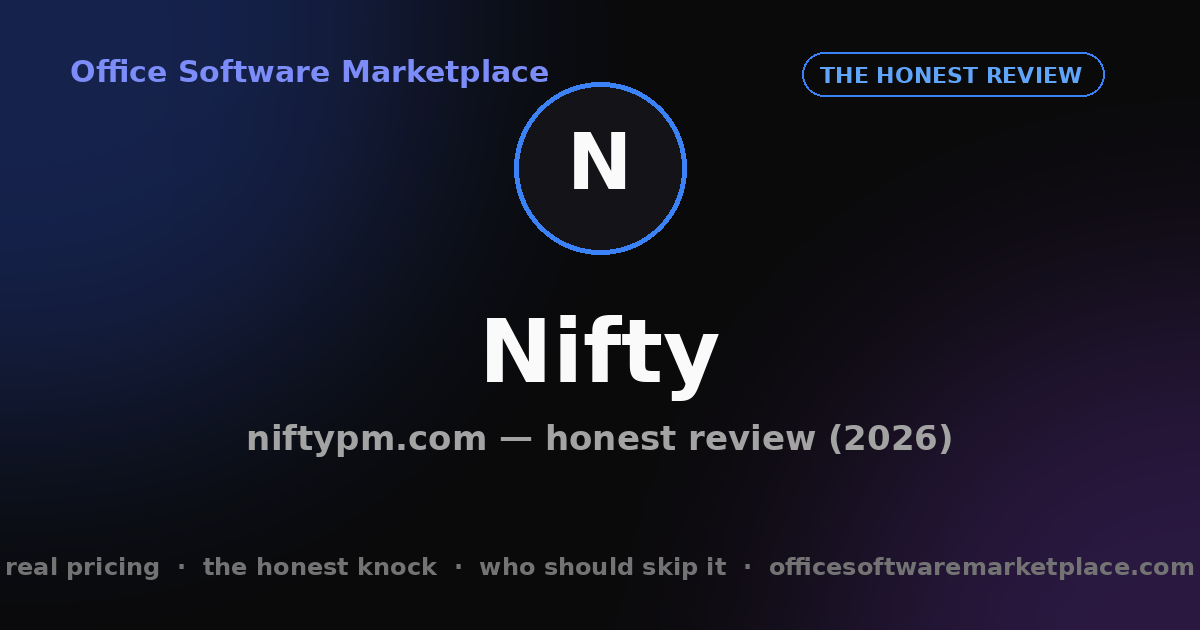 Office Software Marketplace
THE HONEST REVIEW
N
Nifty
niftypm.com — honest review (2026)
real pricing · the honest knock · who should skip it · officesoftwaremarketplace.com